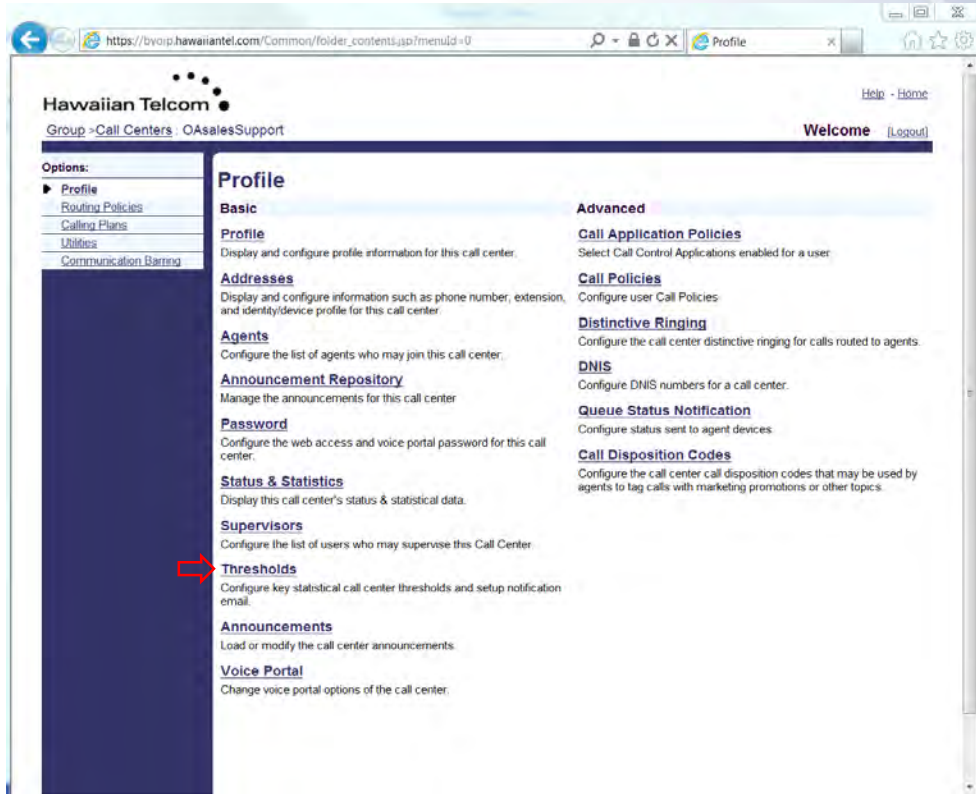 https://bvoip.hawaiiantel.com/Common/folder_contents.jsp?menuId=0
Profile
Hawaiian Telcom
Help - Home
Group >Call Centers : OAsalesSupport
Welcome [Logout]
Options:
Profile
Routing Policies
Calling Plans
Utilities
Communication Barring
Profile
Basic
Profile
Display and configure profile information for this call center.
Addresses
Display and configure information such as phone number, extension,
and identity/device profile for this call center.
Agents
Configure the list of agents who may join this call center.
Announcement Repository
Manage the announcements for this call center
Password
Configure the web access and voice portal password for this call
center.
Status & Statistics
Display this call center's status & statistical data.
Supervisors
Configure the list of users who may supervise this Call Center
Thresholds
Configure key statistical call center thresholds and setup notification
email.
Announcements
Load or modify the call center announcements.
Voice Portal
Change voice portal options of the call center.
Advanced
Call Application Policies
Select Call Control Applications enabled for a user
Call Policies
Configure user Call Policies
Distinctive Ringing
Configure the call center distinctive ringing for calls routed to agents.
DNIS
Configure DNIS numbers for a call center.
Queue Status Notification
Configure status sent to agent devices.
Call Disposition Codes
Configure the call center call disposition codes that may be used by
agents to tag calls with marketing promotions or other topics.